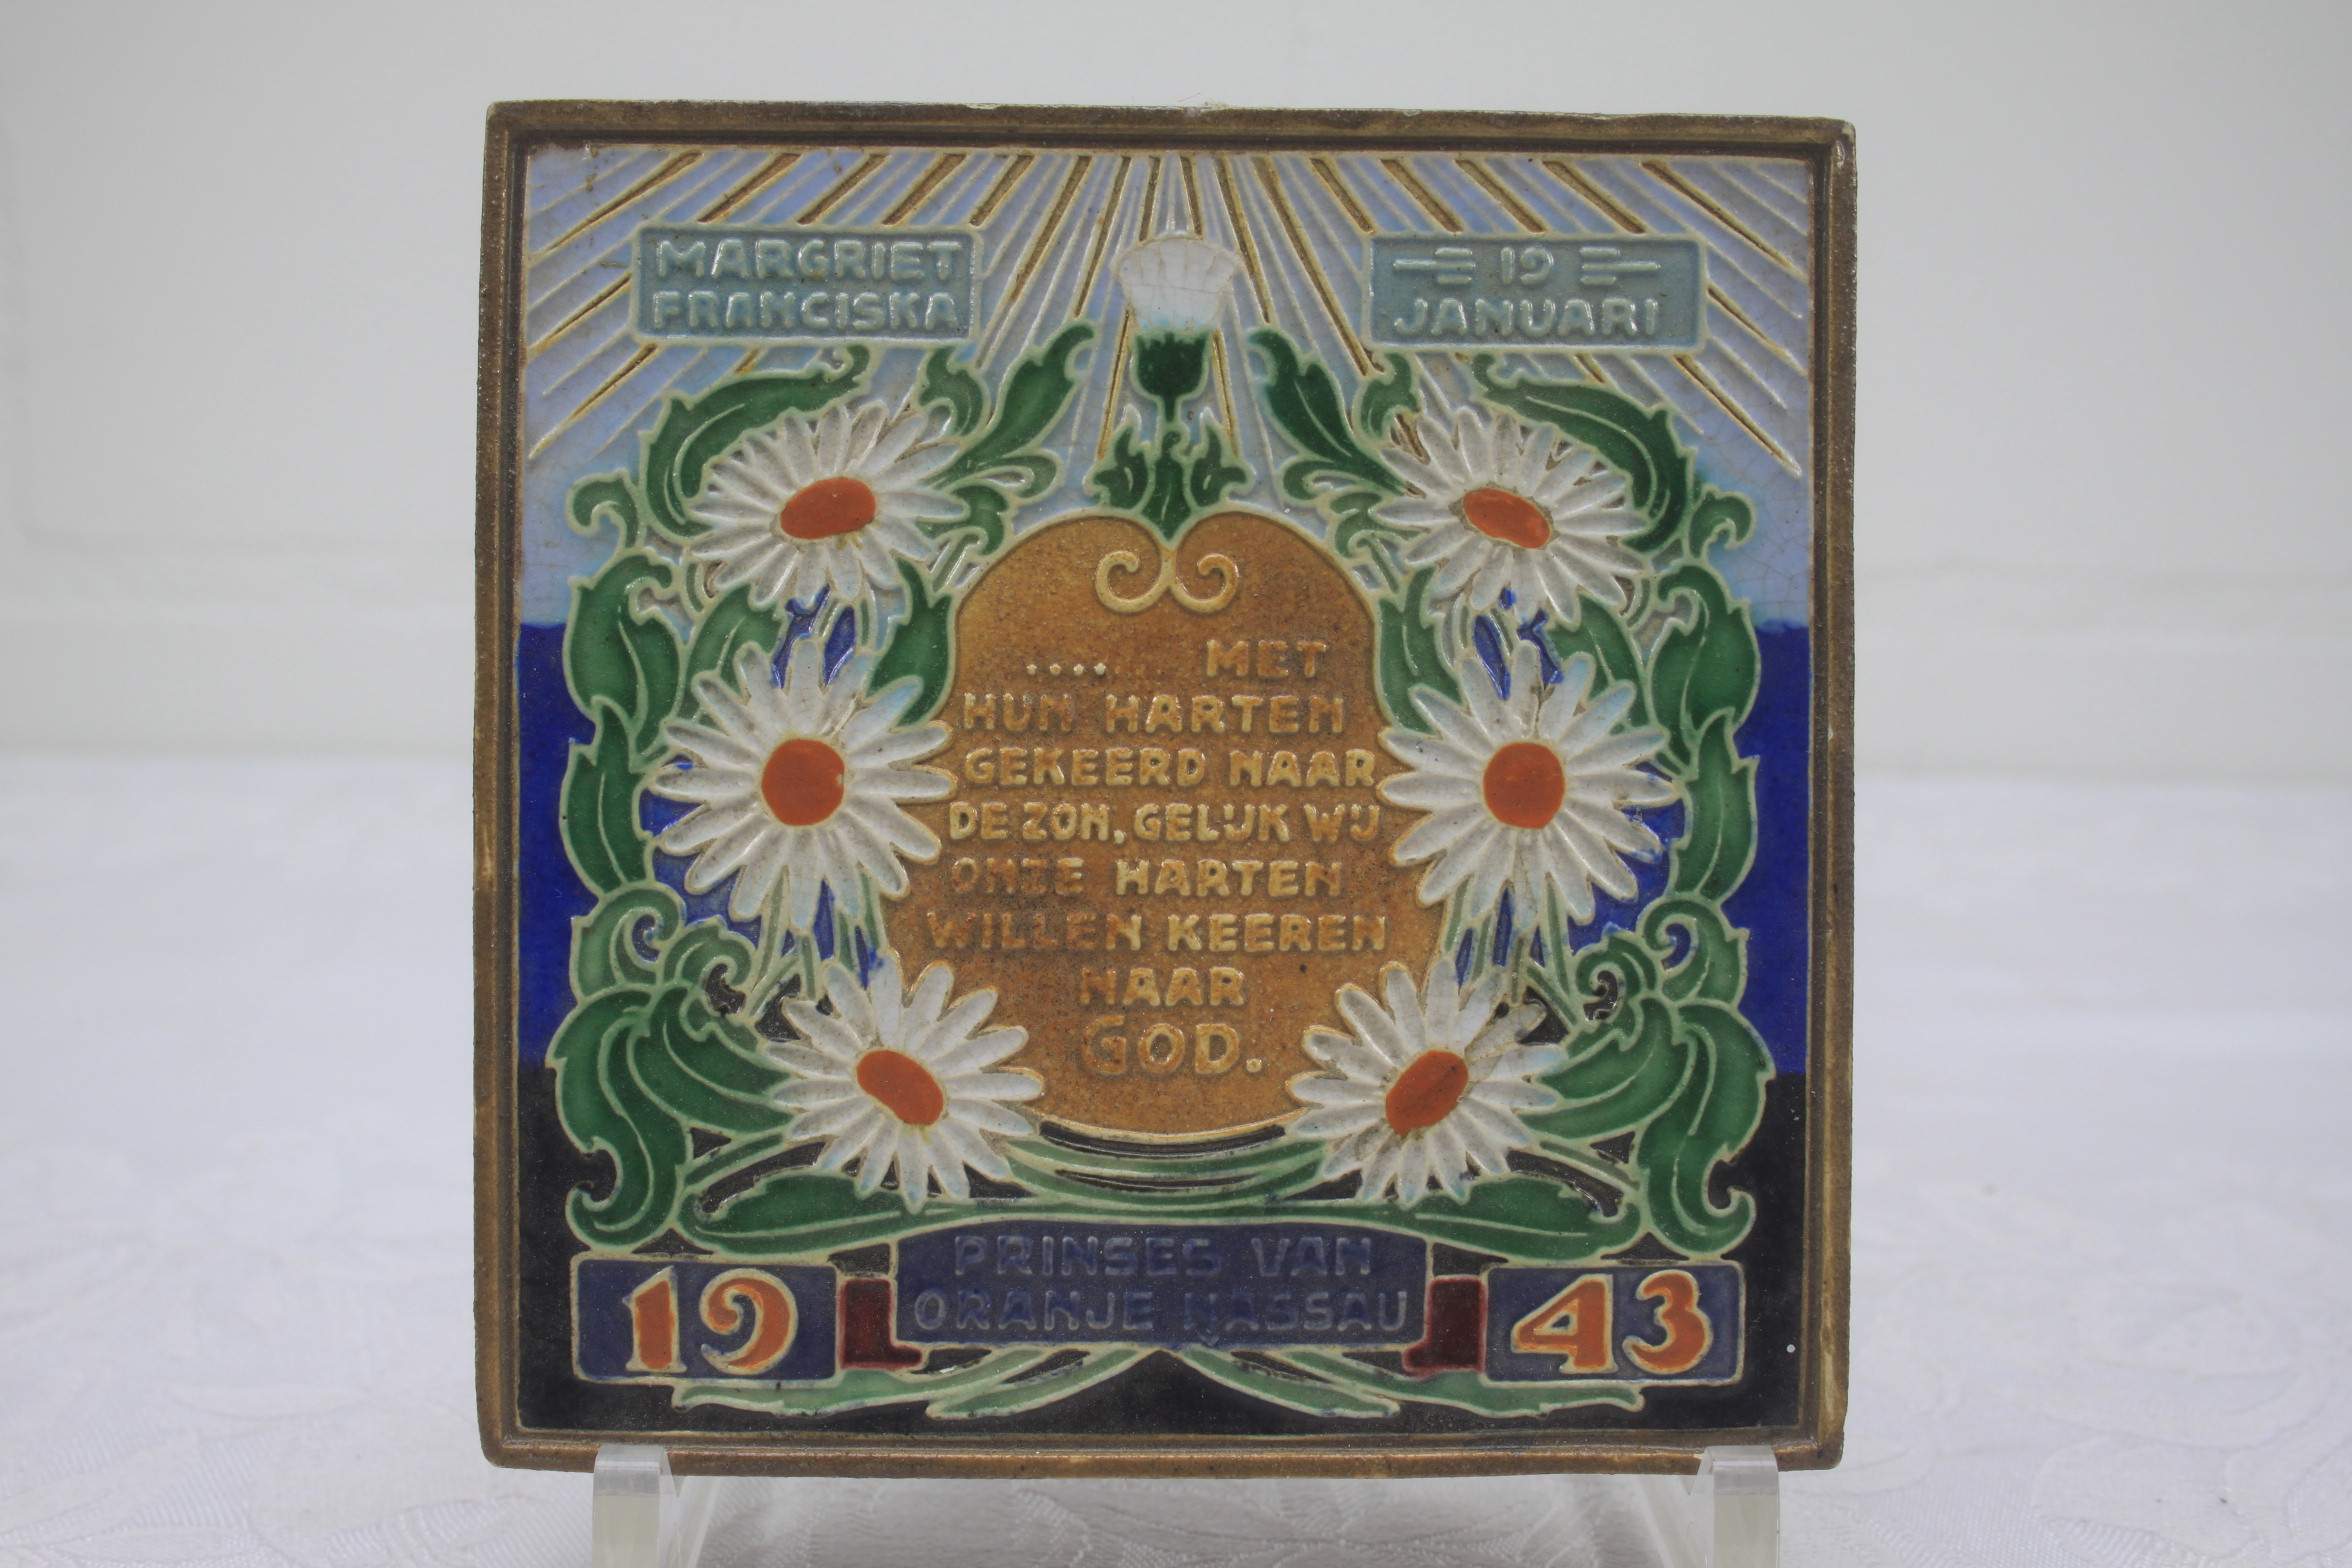 MARGRIET
FRANCISKA
19
JANUARI
..... MET
HUN HARTEN
GEKEERD NAAR
DE ZON, GELIJK WIJ
ONZE HARTEN
WILLEN KEEREN
NAAR
GOD.
PRINSES VAN
ORANJE NASSAU
19 43